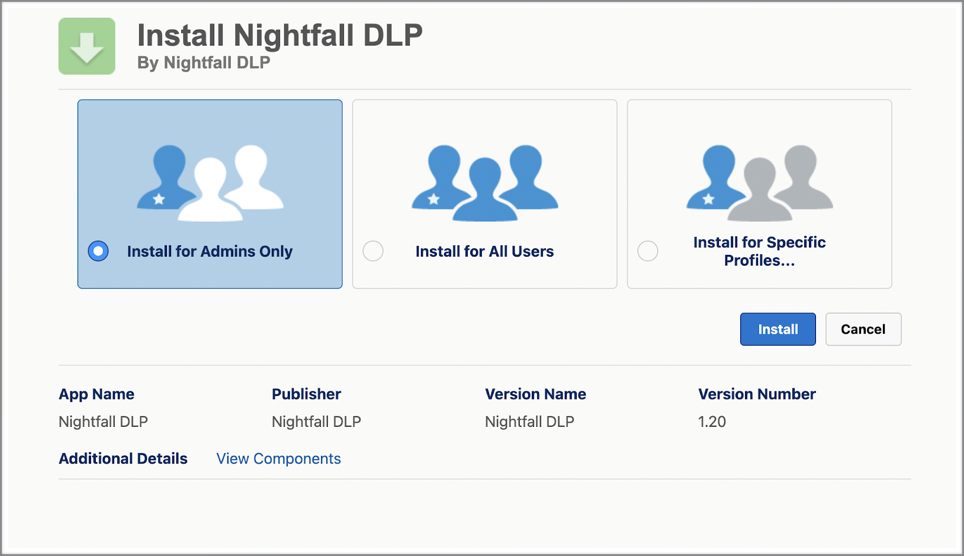 Install Nightfall DLP
By Nightfall DLP
Install for Admins Only
Install for All Users
Install for Specific
Profiles...
Install
Cancel
App Name
Publisher
Version Name
Version Number
Nightfall DLP
Nightfall DLP
Nightfall DLP
1.20
Additional Details
View Components